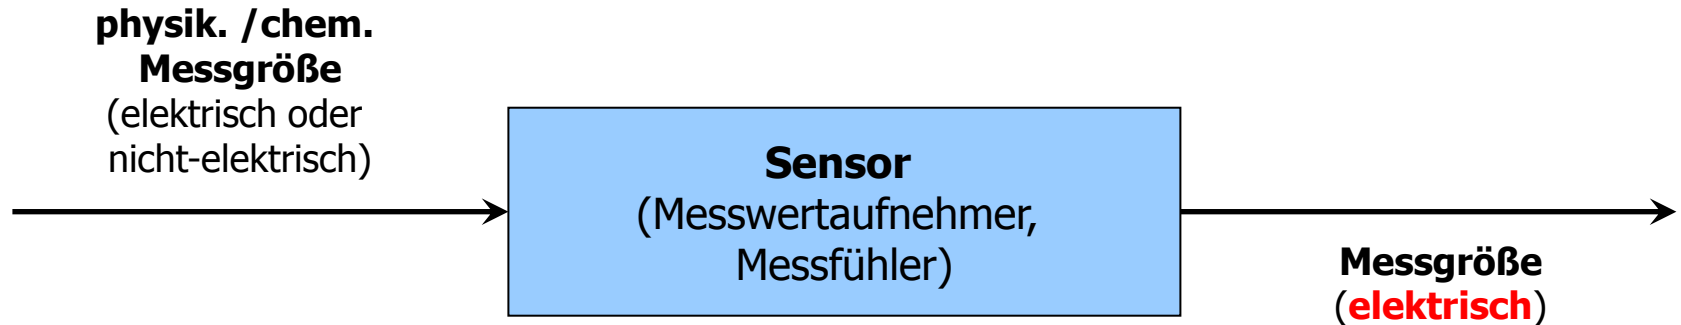 physik. /chem.
Messgröße
(elektrisch oder
nicht-elektrisch)
Sensor
(Messwertaufnehmer,
Messfühler)
Messgröße
(elektrisch)